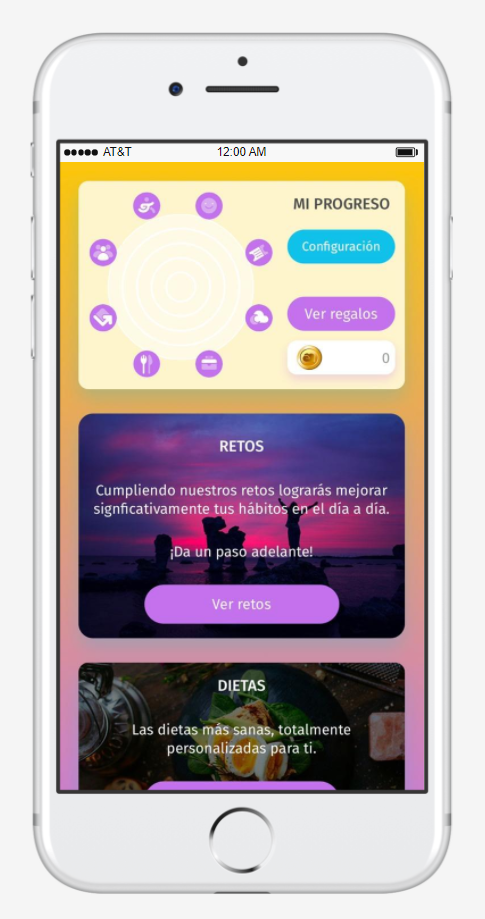 AT&T 12:00 AM
MI PROGRESO
Configuración
Ver regalos
0
RETOS
Cumpliendo nuestros retos lograrás mejorar
signficativamente tus hábitos en el día a día.
¡Da un paso adelante!
Ver retos
DIETAS
Las dietas más sanas, totalmente
personalizadas para ti.